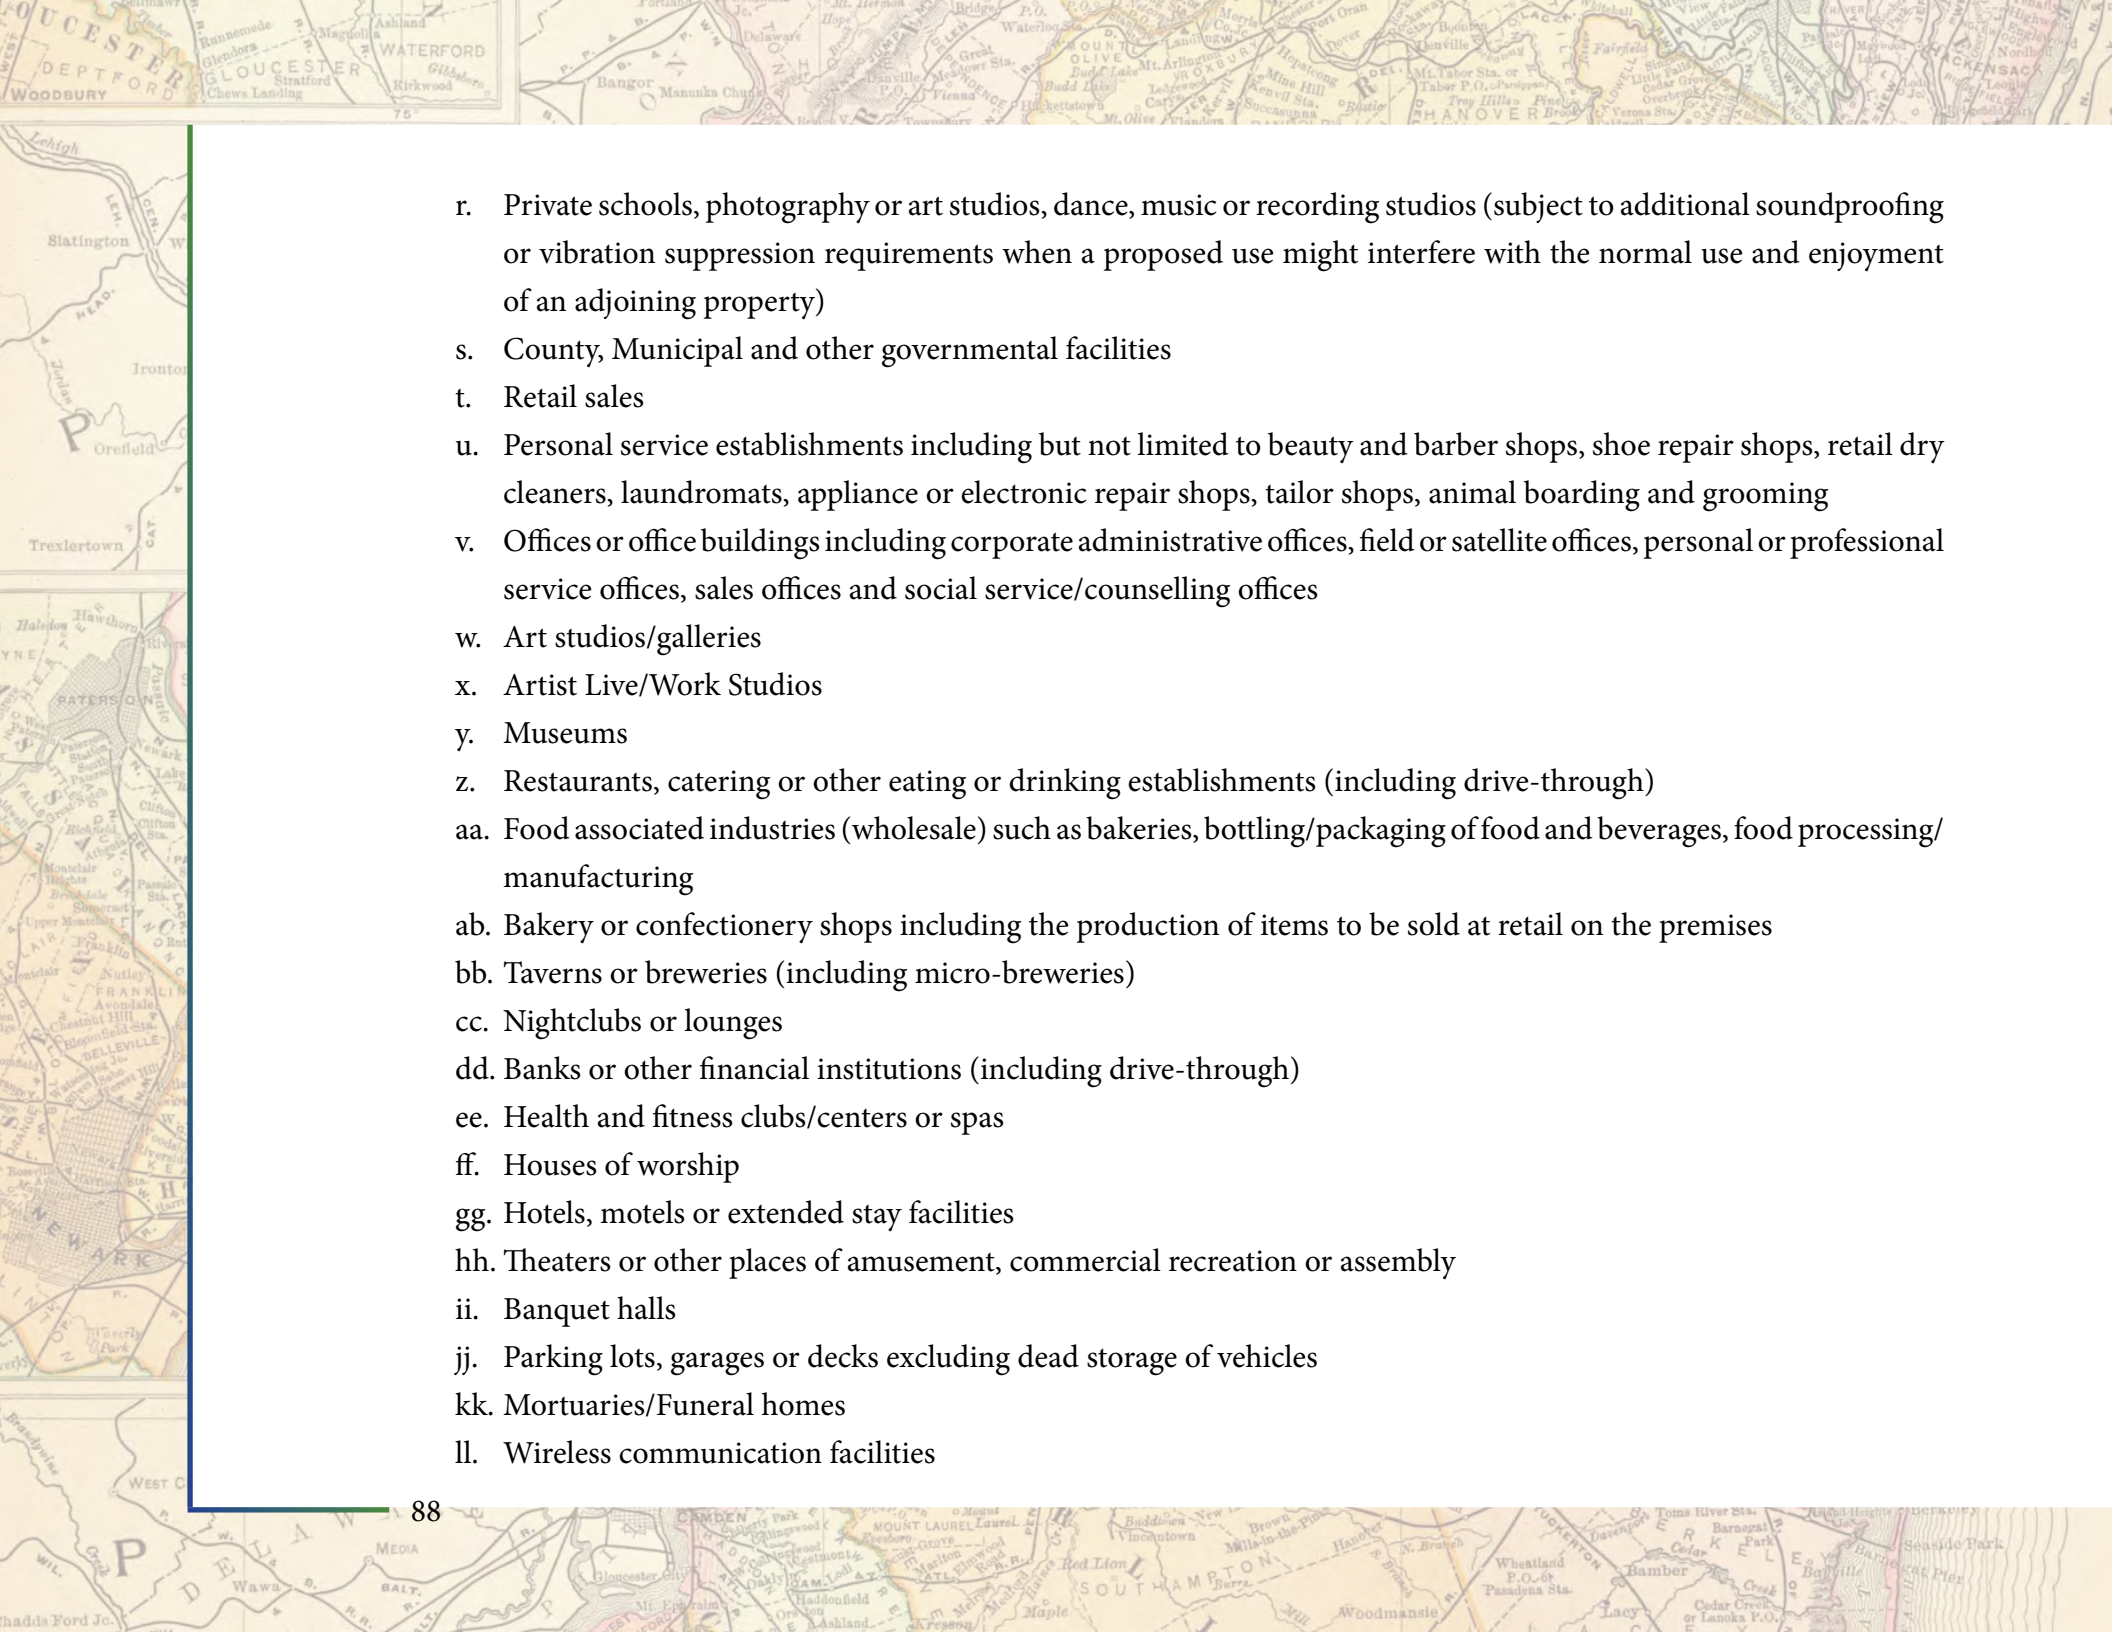 r. Private schools, photography or art studios, dance, music or recording studios (subject to additional soundproofing
or vibration suppression requirements when a proposed use might interfere with the normal use and enjoyment
of an adjoining property)
s. County, Municipal and other governmental facilities
t. Retail sales
u. Personal service establishments including but not limited to beauty and barber shops, shoe repair shops, retail dry
cleaners, laundromats, appliance or electronic repair shops, tailor shops, animal boarding and grooming
v. Offices or office buildings including corporate administrative offices, field or satellite offices, personal or professional
service offices, sales offices and social service/counselling offices
w. Art studios/galleries
x. Artist Live/Work Studios
y. Museums
z. Restaurants, catering or other eating or drinking establishments (including drive-through)
aa. Food associated industries (wholesale) such as bakeries, bottling/packaging of food and beverages, food processing/
manufacturing
ab. Bakery or confectionery shops including the production of items to be sold at retail on the premises
bb. Taverns or breweries (including micro-breweries)
cc. Nightclubs or lounges
dd. Banks or other financial institutions (including drive-through)
ee. Health and fitness clubs/centers or spas
ff. Houses of worship
gg. Hotels, motels or extended stay facilities
hh. Theaters or other places of amusement, commercial recreation or assembly
ii. Banquet halls
jj. Parking lots, garages or decks excluding dead storage of vehicles
kk. Mortuaries/Funeral homes
ll. Wireless communication facilities
88